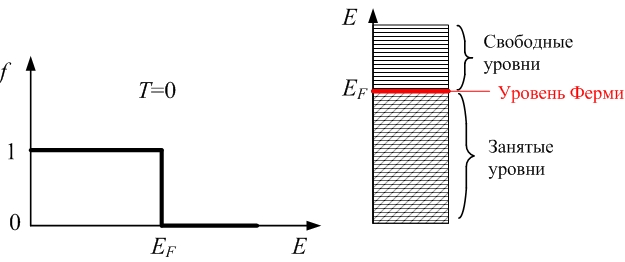 f
T=0
1
0
E_F
E
E
Свободные
уровни
E_F
Уровень Ферми
Занятые
уровни